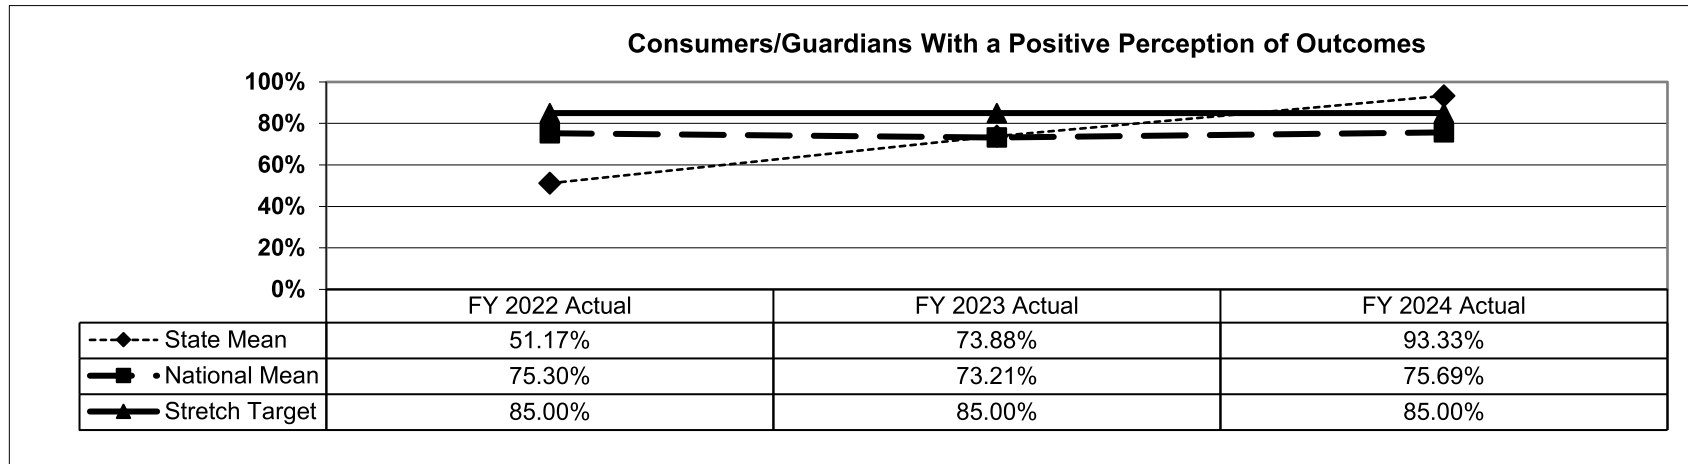 Consumers/Guardians With a Positive Perception of Outcomes
100%
80%
60%
40%
20%
0%
FY 2022 Actual FY 2023 Actual FY 2024 Actual
State Mean 51.17% 73.88% 93.33%
National Mean 75.30% 73.21% 75.69%
Stretch Target 85.00% 85.00% 85.00%